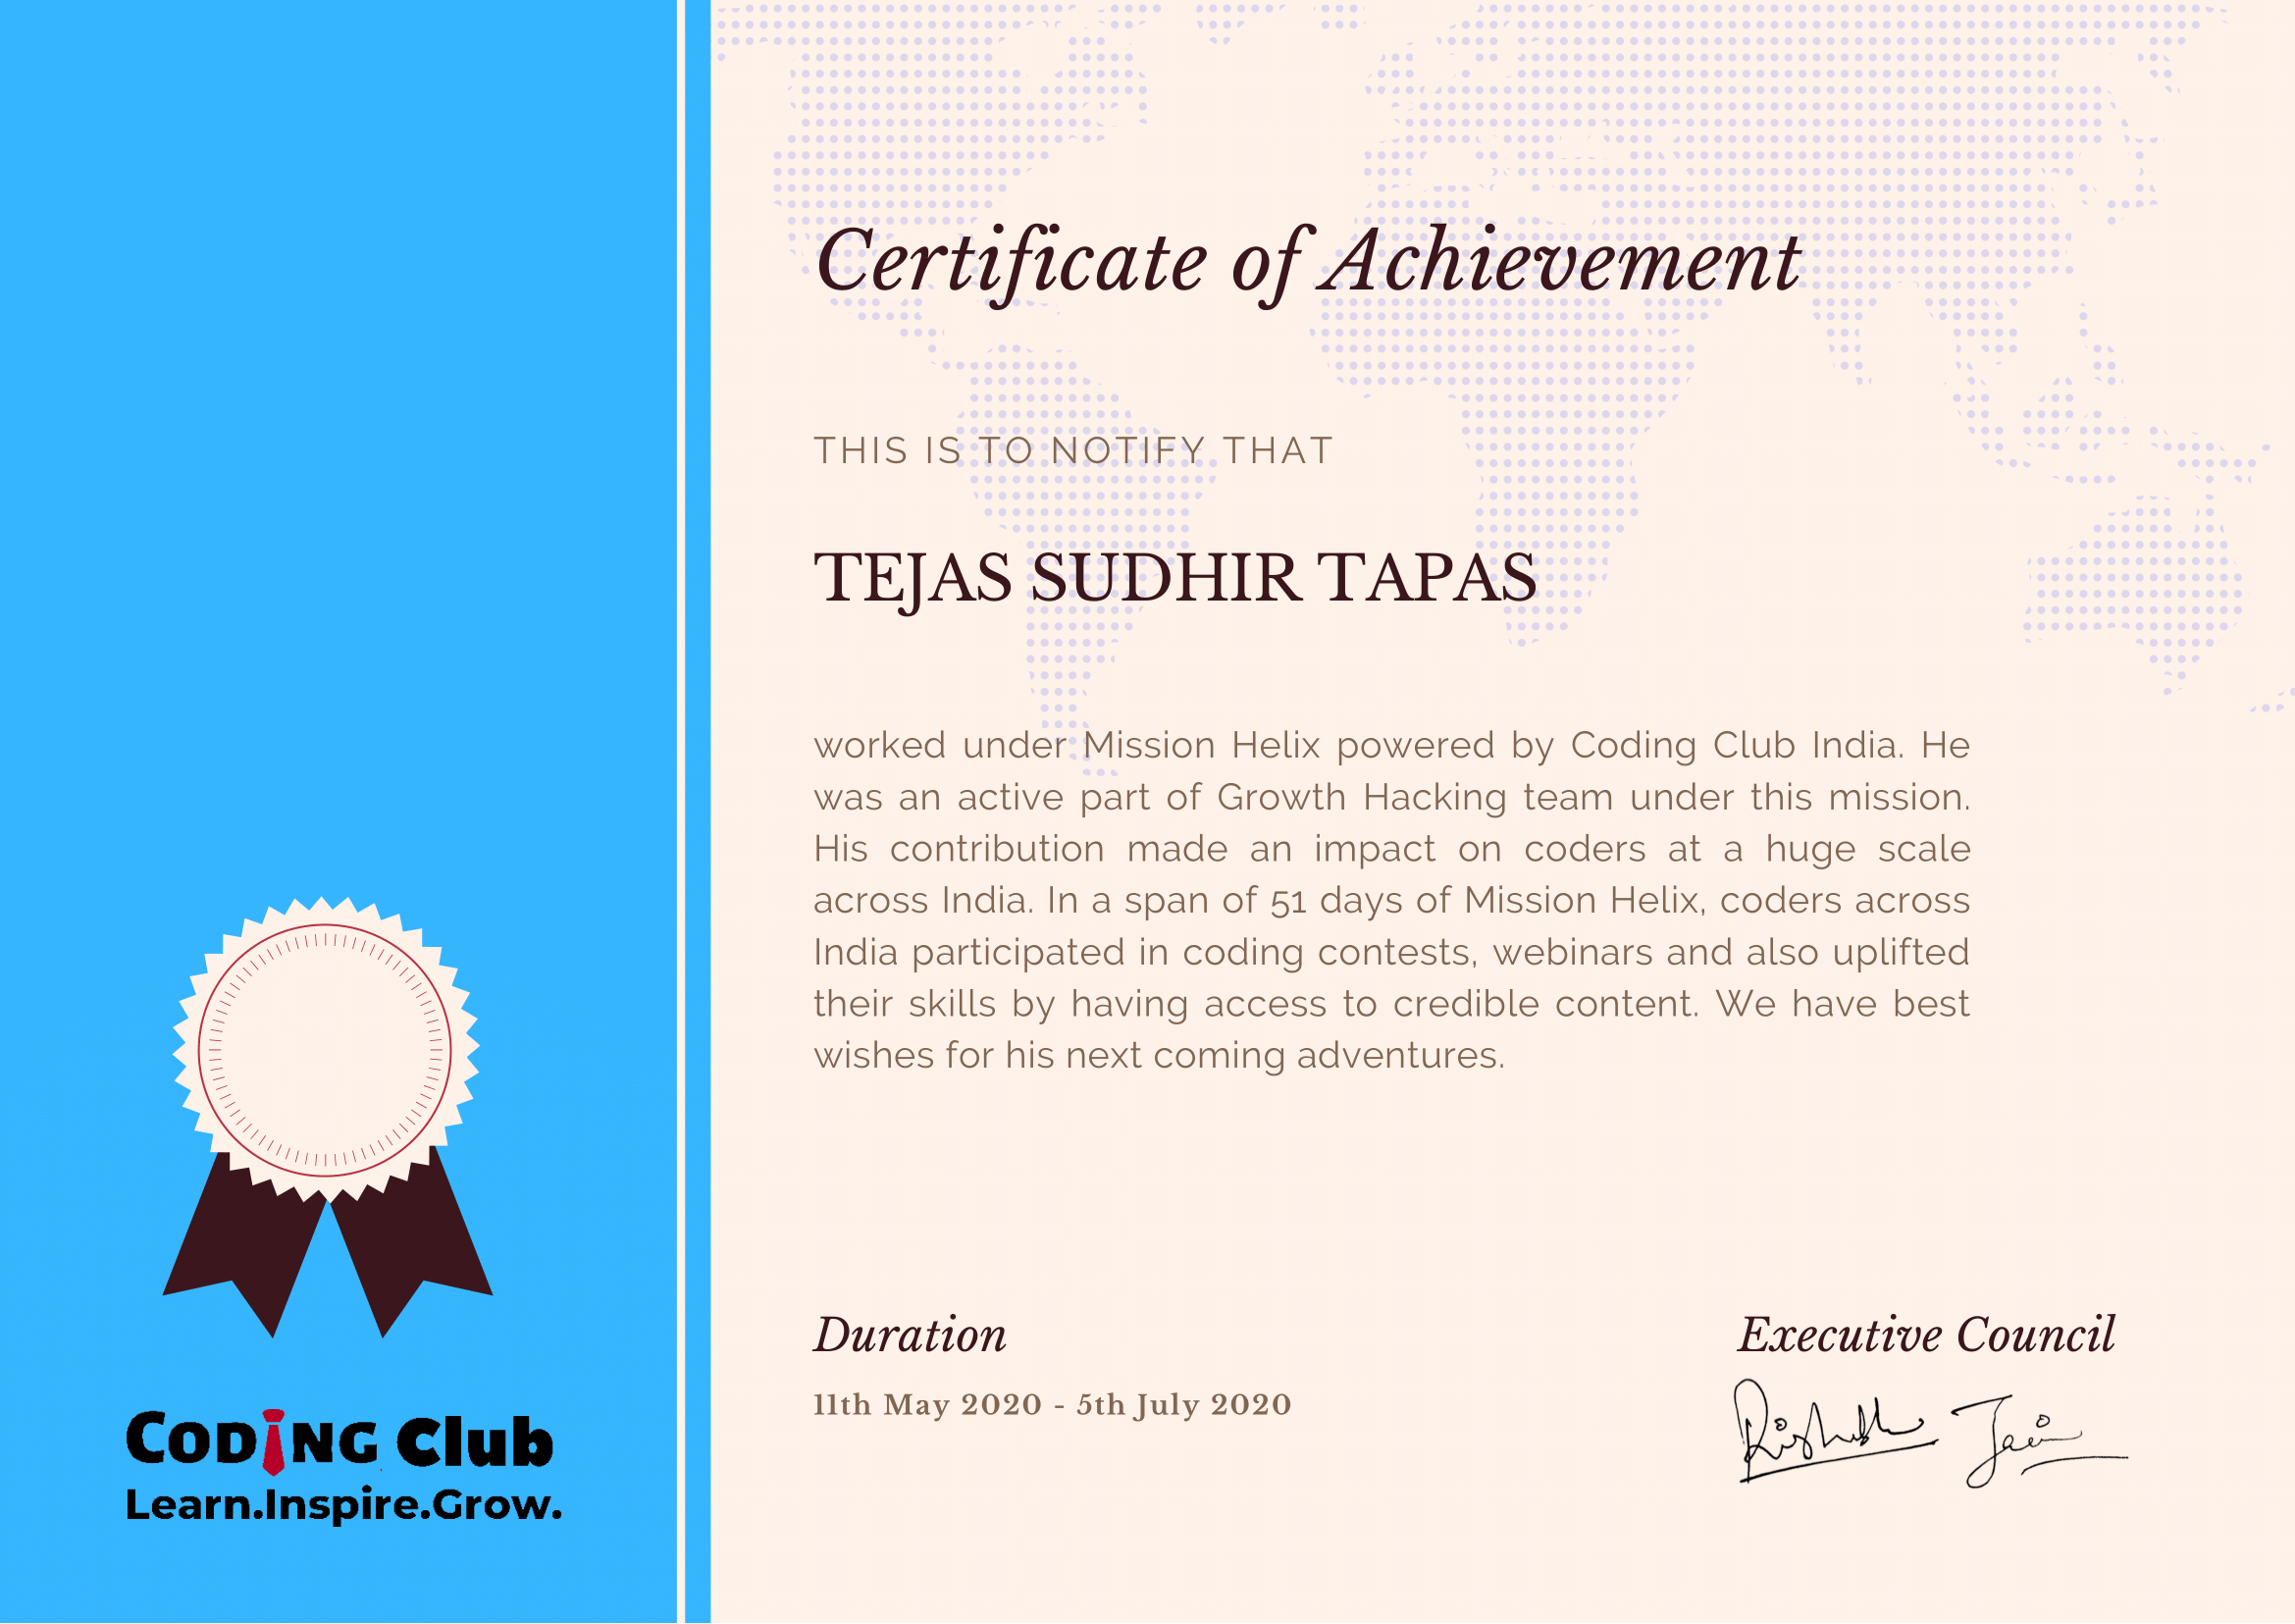 Certificate of Achievement
THIS IS TO NOTIFY THAT
TEJAS SUDHIR TAPAS
worked under Mission Helix powered by Coding Club India. He
was an active part of Growth Hacking team under this mission.
His contribution made an impact on coders at a huge scale
across India. In a span of 51 days of Mission Helix, coders across
India participated in coding contests, webinars and also uplifted
their skills by having access to credible content. We have best
wishes for his next coming adventures.
Duration
11th May 2020 - 5th July 2020
Executive Council
Rishabh Jain
CODING Club
Learn.Inspire.Grow.